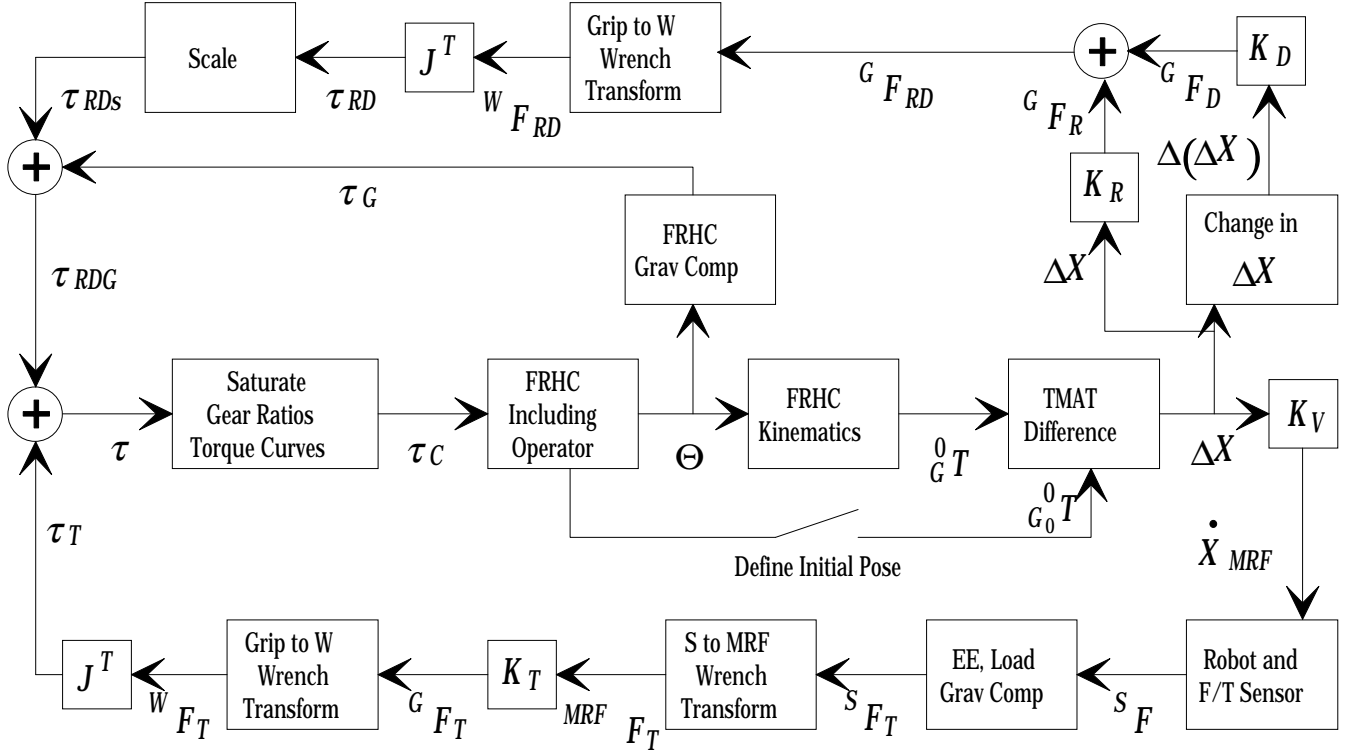 Scale
J^T
Grip to W
Wrench
Transform
+
K_D
τ_RDs
τ_RD
^W F_RD
^G F_RD
^G F_R
^G F_D
+
τ_G
K_R
Δ(ΔX)
FRHC
Grav Comp
Change in
ΔX
ΔX
τ_RDG
+
Saturate
Gear Ratios
Torque Curves
FRHC
Including
Operator
FRHC
Kinematics
TMAT
Difference
K_V
τ
τ_C
Θ
^0_G T
ΔX
^0_G_0 T
τ_T
Define Initial Pose
Ẋ_MRF
J^T
Grip to W
Wrench
Transform
K_T
S to MRF
Wrench
Transform
EE, Load
Grav Comp
Robot and
F/T Sensor
^W F_T
^G F_T
^MRF F_T
^S F_T
^S F